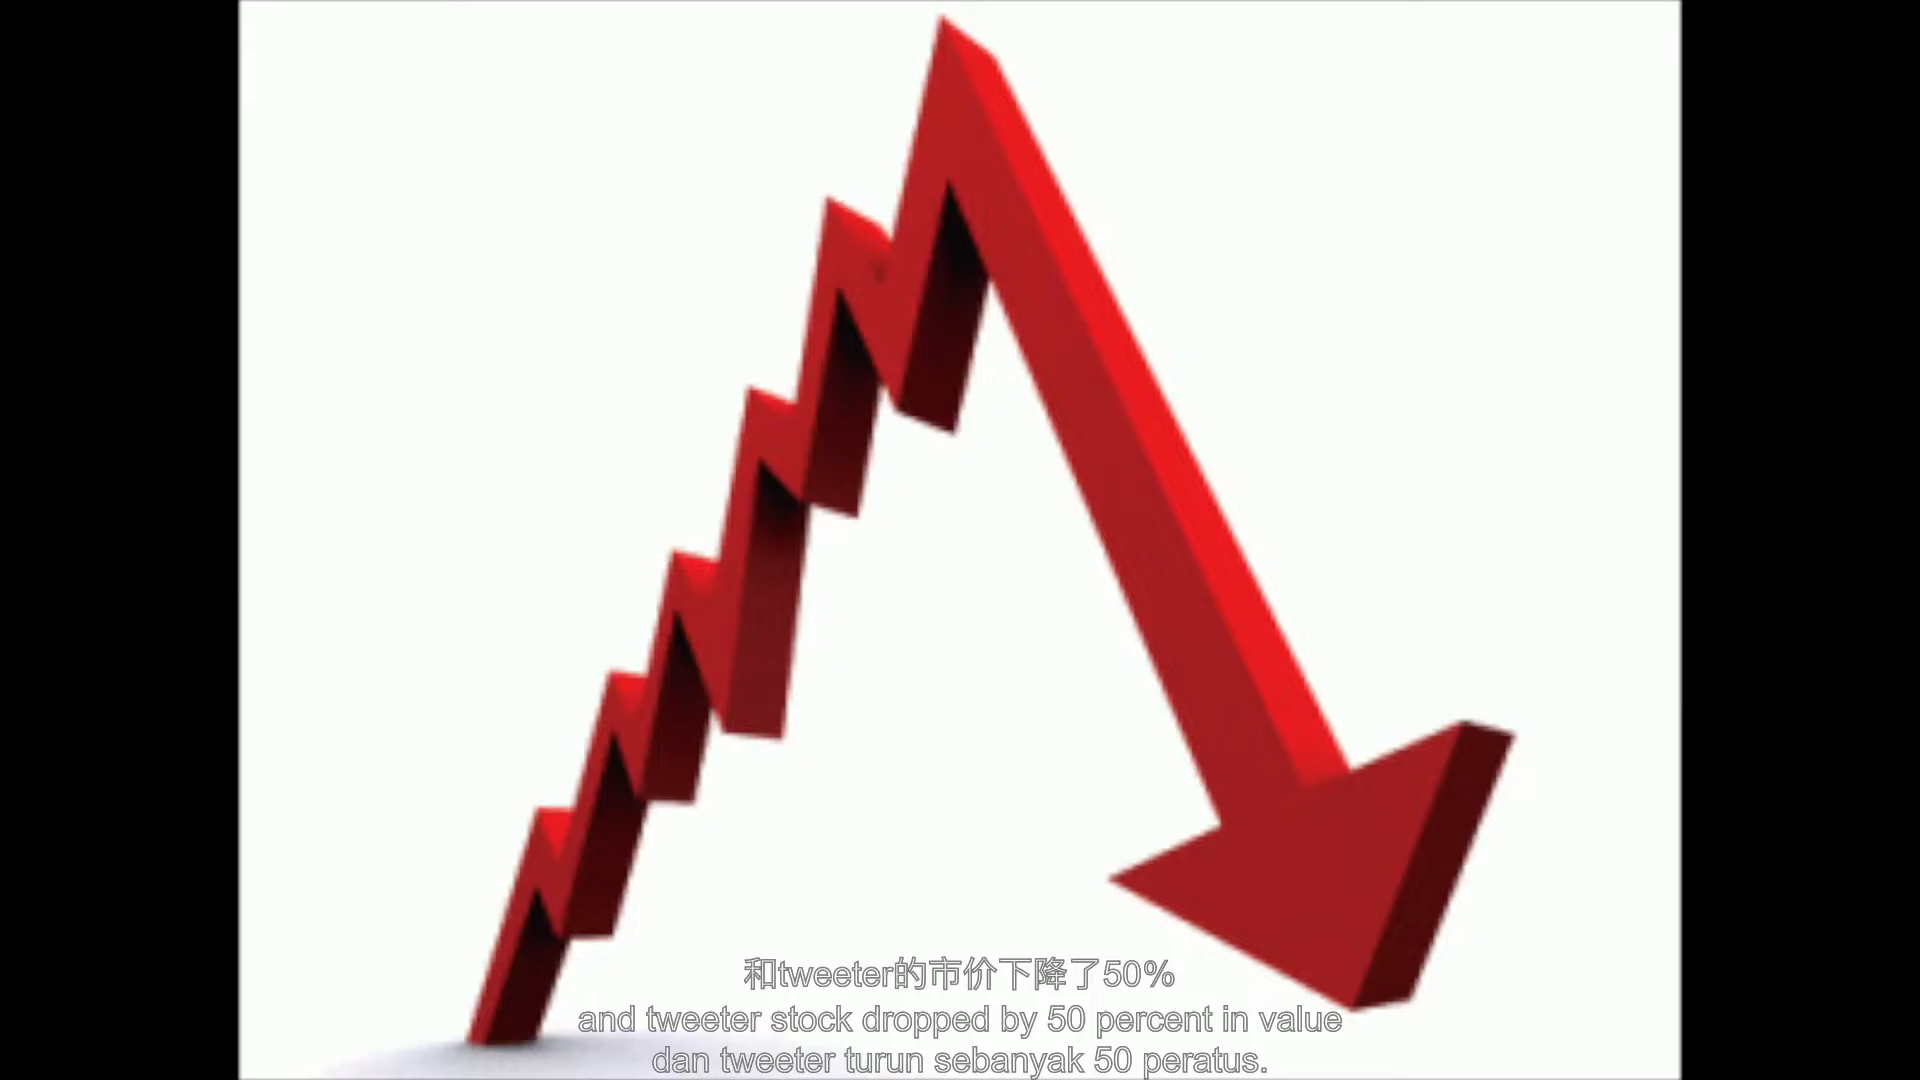 和tweeter的市价下降了50%
and tweeter stock dropped by 50 percent in value
dan tweeter turun sebanyak 50 peratus.